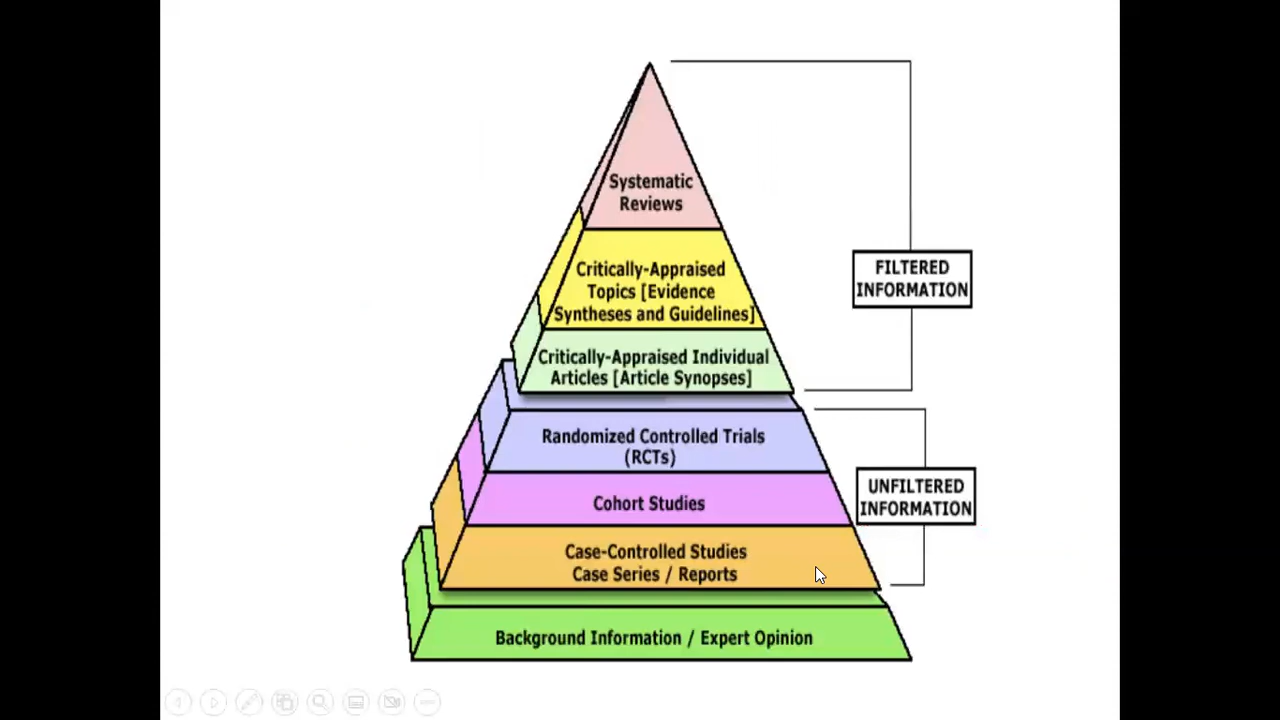 Systematic
Reviews
Critically-Appraised
Topics [Evidence
Syntheses and Guidelines]
FILTERED
INFORMATION
Critically-Appraised Individual
Articles [Article Synopses]
Randomized Controlled Trials
(RCTs)
UNFILTERED
INFORMATION
Cohort Studies
Case-Controlled Studies
Case Series / Reports
Background Information / Expert Opinion